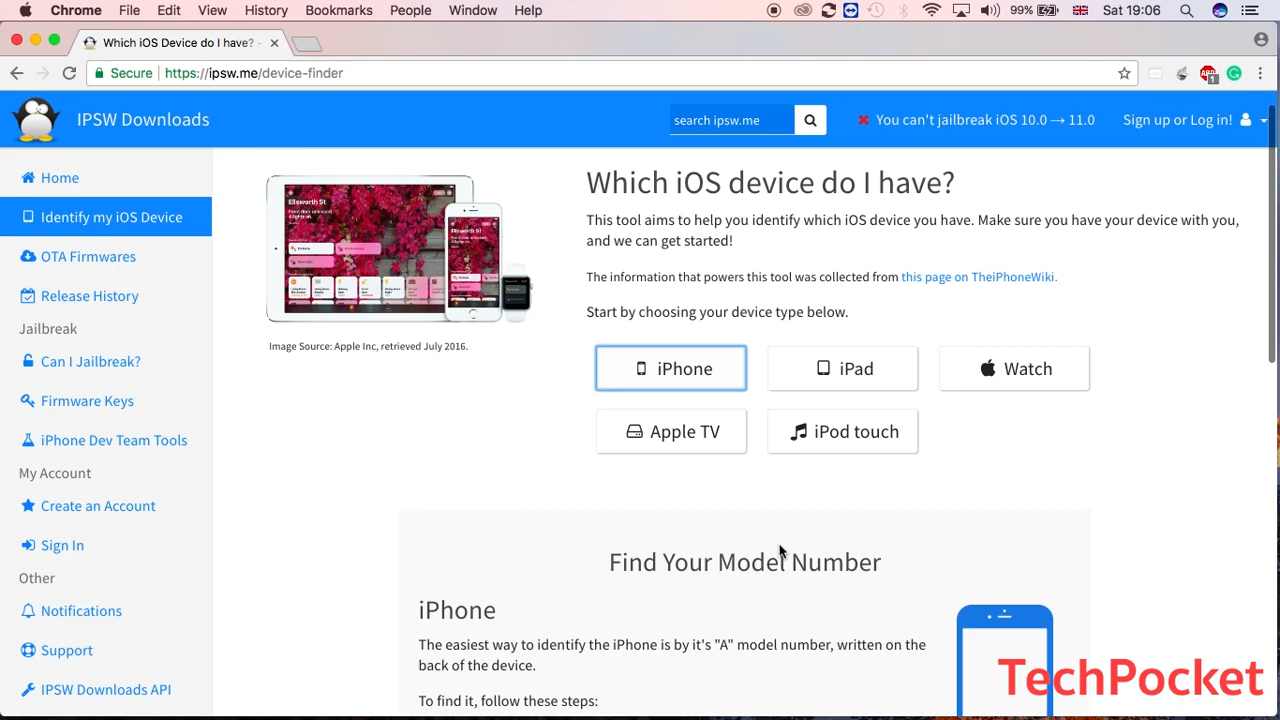 Chrome File Edit View History Bookmarks People Window Help 99% Sat 19:06
Which iOS Device do I have? -
Secure https://ipsw.me/device-finder
IPSW Downloads search ipsw.me You can't jailbreak iOS 10.0 → 11.0 Sign up or Log in!
Home
Identify my iOS Device
OTA Firmwares
Release History
Jailbreak
Can I Jailbreak?
Firmware Keys
iPhone Dev Team Tools
My Account
Create an Account
Sign In
Other
Notifications
Support
IPSW Downloads API
Ellsworth St
Image Source: Apple Inc, retrieved July 2016.
Which iOS device do I have?
This tool aims to help you identify which iOS device you have. Make sure you have your device with you,
and we can get started!
The information that powers this tool was collected from this page on TheiPhoneWiki.
Start by choosing your device type below.
iPhone iPad Watch
Apple TV iPod touch
Find Your Model Number
iPhone
The easiest way to identify the iPhone is by it's "A" model number, written on the
back of the device.
To find it, follow these steps:
TechPocket